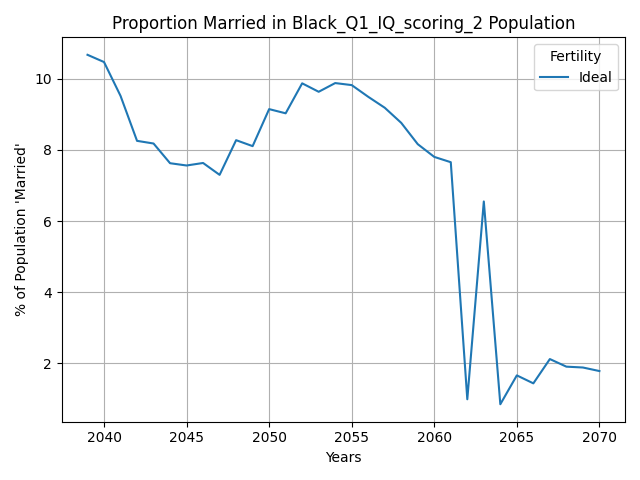 Proportion Married in Black_Q1_IQ_scoring_2 Population
Fertility
Ideal
% of Population 'Married'
10
8
6
4
2
2040 2045 2050 2055 2060 2065 2070
Years